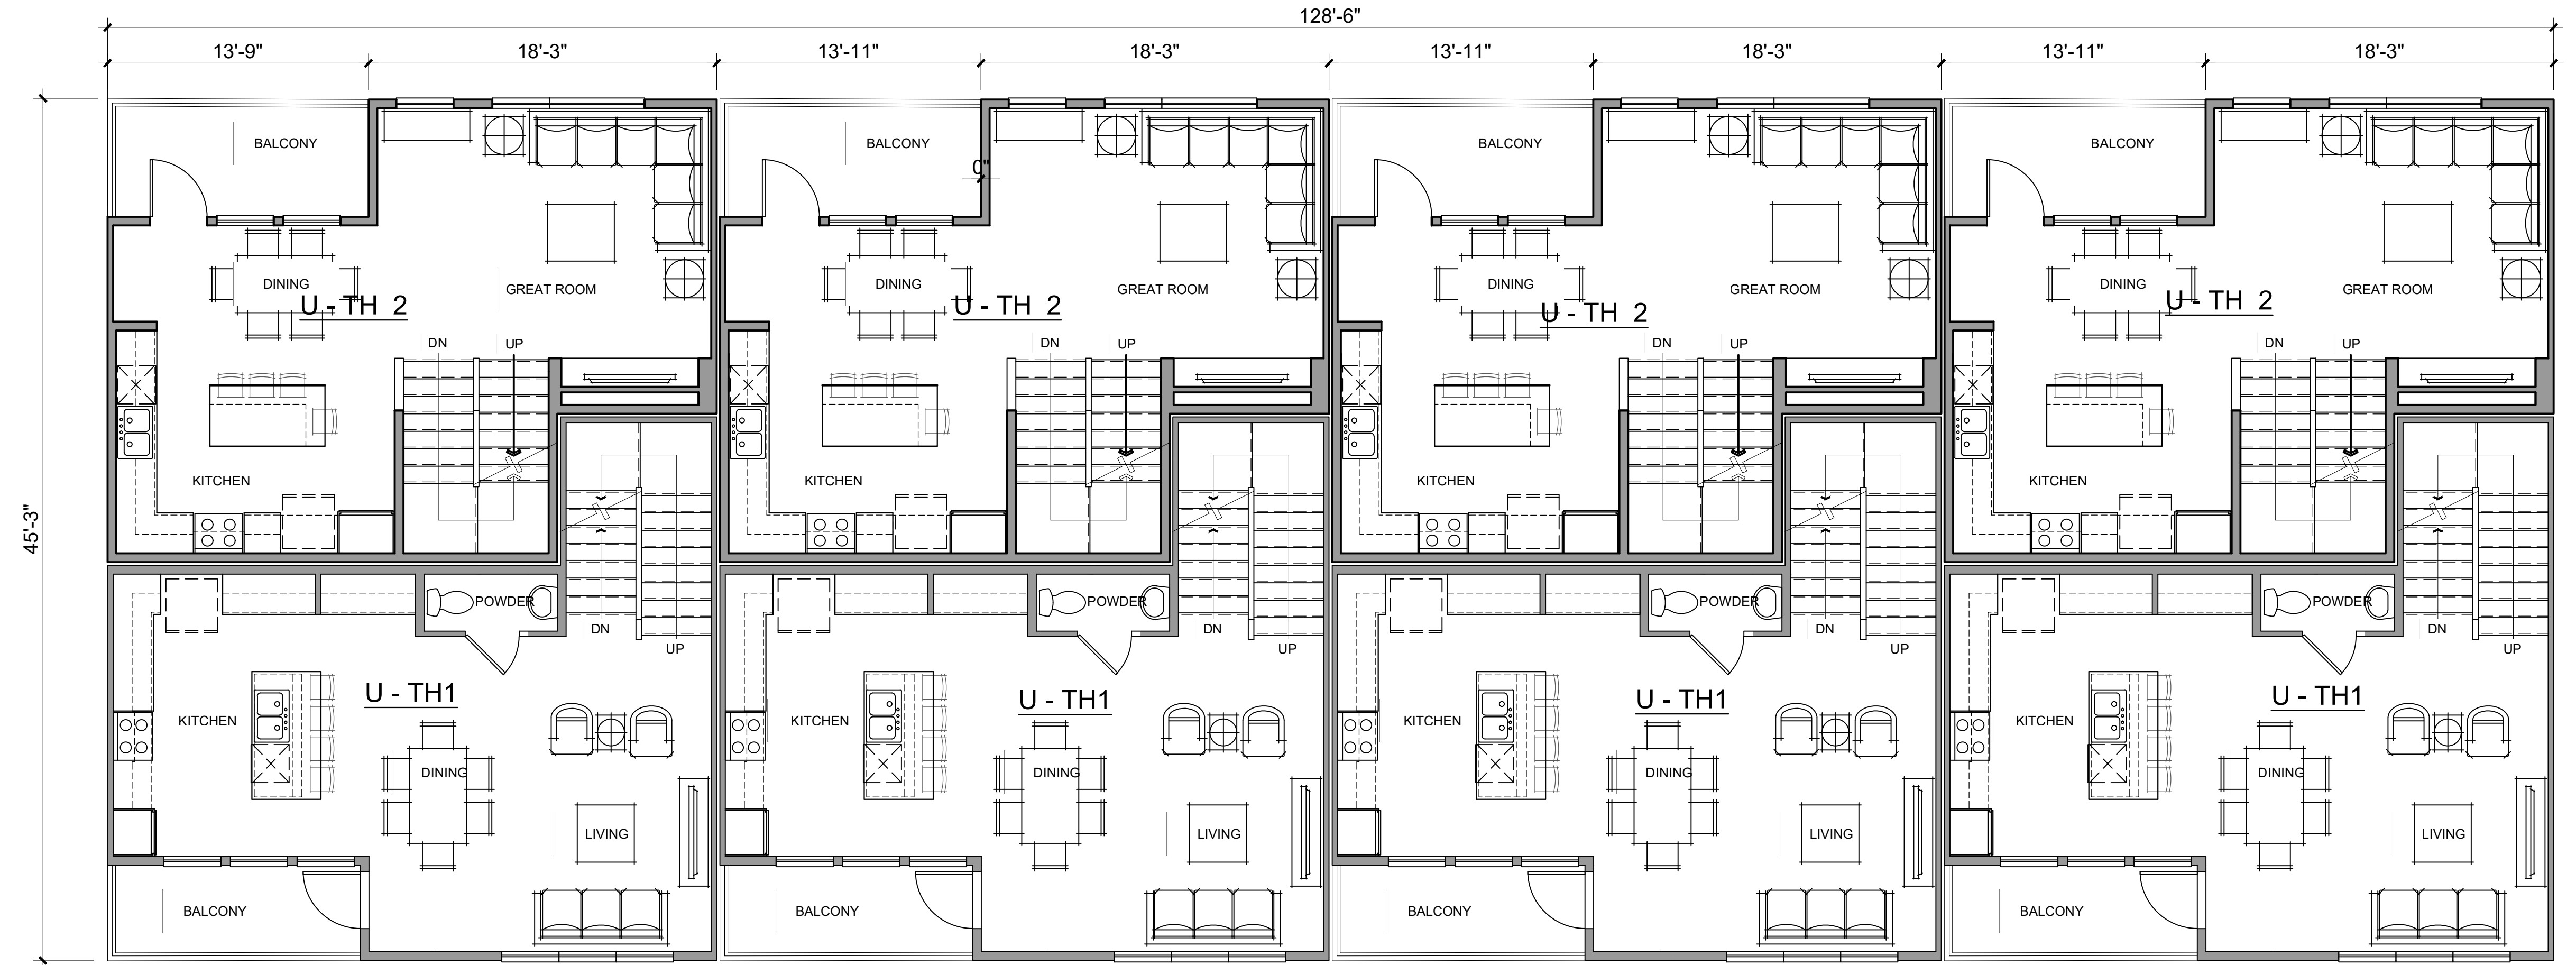 128'-6"
13'-9" 18'-3" 13'-11" 18'-3" 13'-11" 18'-3" 13'-11" 18'-3"
45'-3"
BALCONY BALCONY BALCONY BALCONY
0"
DINING DINING DINING DINING
GREAT ROOM GREAT ROOM GREAT ROOM GREAT ROOM
U - TH 2 U - TH 2 U - TH 2 U - TH 2
DN UP DN UP DN UP DN UP
KITCHEN KITCHEN KITCHEN KITCHEN
POWDER POWDER POWDER POWDER
DN DN DN DN
UP UP UP UP
U - TH1 U - TH1 U - TH1 U - TH1
KITCHEN KITCHEN KITCHEN KITCHEN
DINING DINING DINING DINING
LIVING LIVING LIVING LIVING
BALCONY BALCONY BALCONY BALCONY